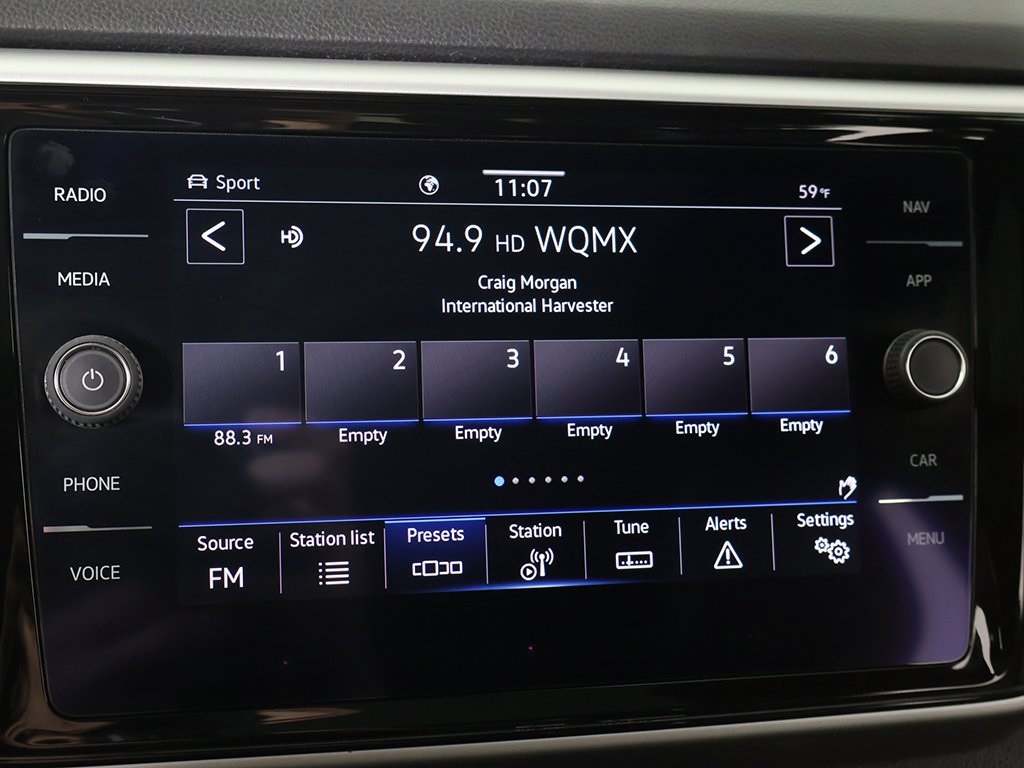 RADIO
MEDIA
PHONE
VOICE
Sport
11:07
59°F
HD
94.9 HD WQMX
Craig Morgan
International Harvester
1
2
3
4
5
6
88.3 FM
Empty
Empty
Empty
Empty
Empty
Source
FM
Station list
Presets
Station
Tune
Alerts
Settings
NAV
APP
CAR
MENU